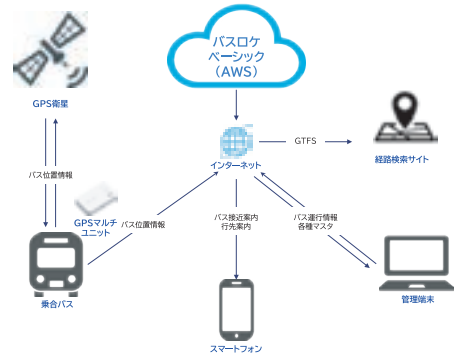 バスロケ
ベーシック
（AWS）
GPS衛星
インターネット
GTFS
経路検索サイト
バス位置情報
GPSマルチ
ユニット
バス位置情報
バス接近案内
行先案内
バス運行情報
各種マスタ
乗合バス
管理端末
スマートフォン